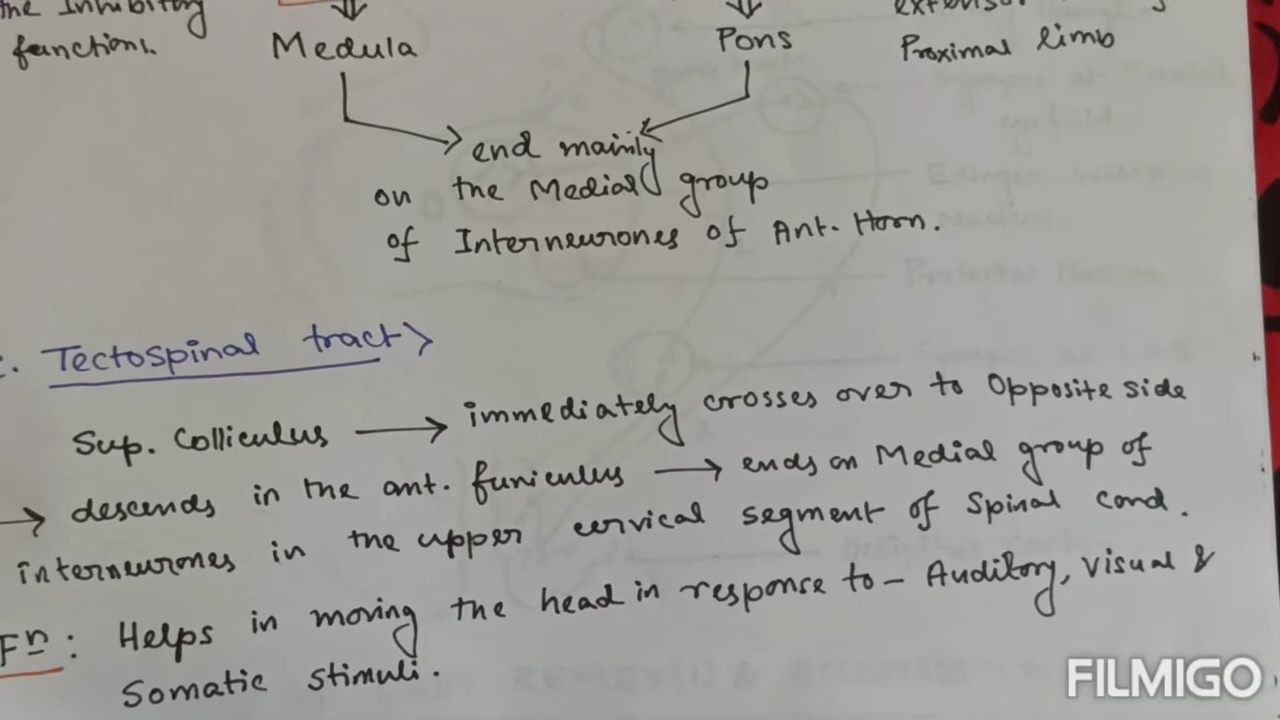 the Inhibitory
function.
Medula
Pons
Proximal limb
end mainly
on the Medial group
of Interneurones of Ant. Horn.
Tectospinal tract >
Sup. Colliculus → immediately crosses over to Opposite side
→ descends in the ant. funiculus → ends on Medial group of
interneurones in the upper cervical segment of Spinal Cord.
Fn : Helps in moving the head in response to – Auditory, visual &
Somatic stimuli.
FILMIGO